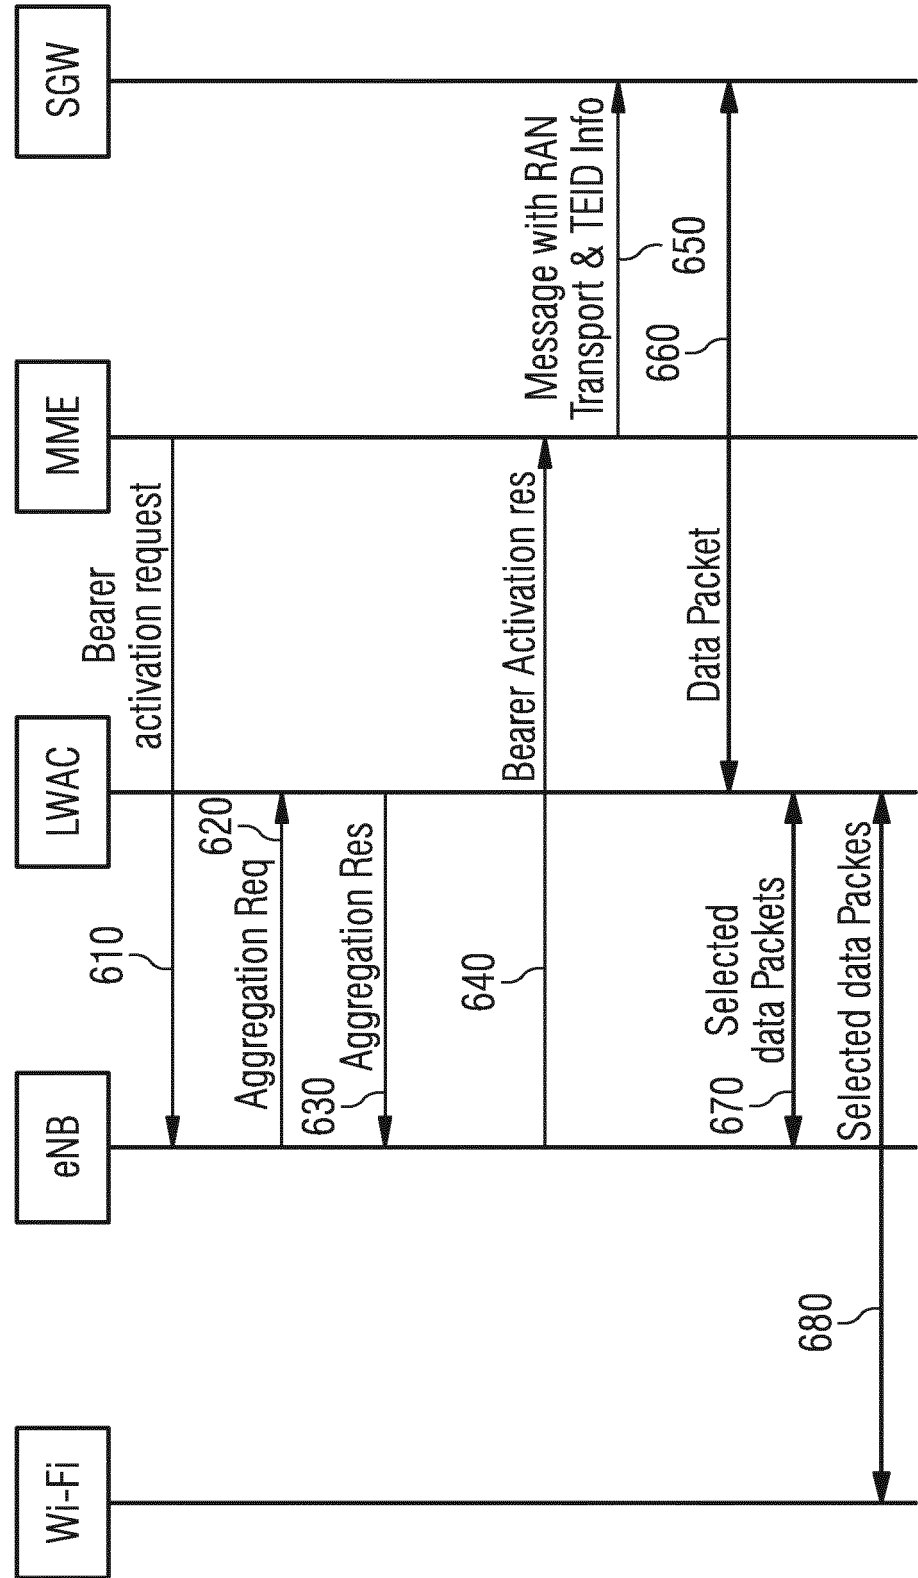 Wi-Fi
eNB
LWAC
MME
SGW
610
Bearer
activation request
Aggregation Req
620
630
Aggregation Res
640
Bearer Activation res
Message with RAN
Transport & TEID Info
650
Data Packet
660
670
Selected
data Packets
680
Selected data Packes